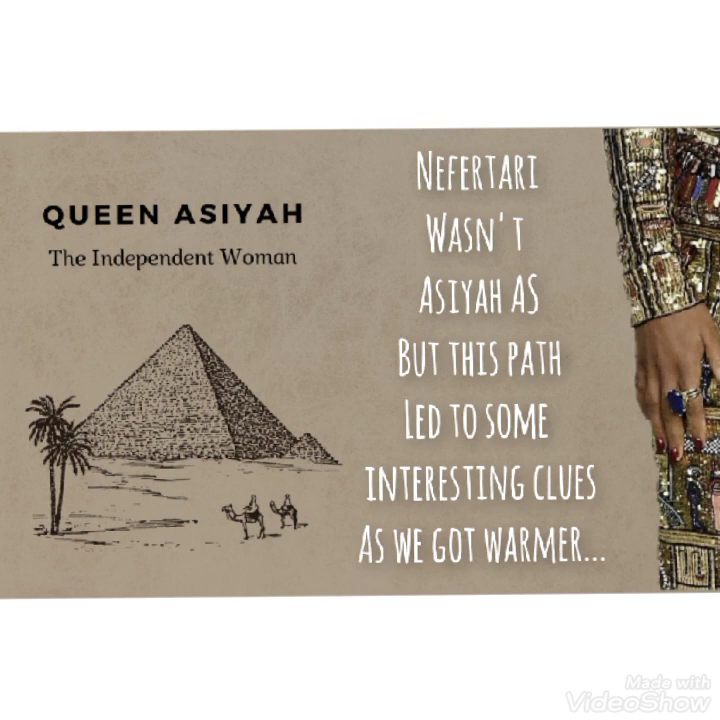 QUEEN ASIYAH
The Independent Woman
NEFERTARI
WASN'T
ASIYAH AS
BUT THIS PATH
LED TO SOME
INTERESTING CLUES
AS WE GOT WARMER...
Made with
VideoShow